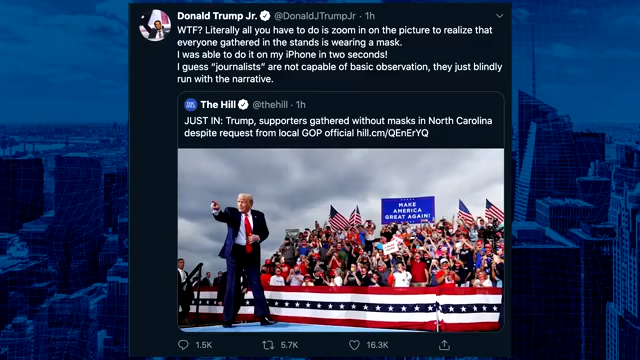 Donald Trump Jr. @DonaldJTrumpJr · 1h
WTF? Literally all you have to do is zoom in on the picture to realize that
everyone gathered in the stands is wearing a mask.
I was able to do it on my iPhone in two seconds!
I guess “journalists” are not capable of basic observation, they just blindly
run with the narrative.
The Hill @thehill · 1h
JUST IN: Trump, supporters gathered without masks in North Carolina
despite request from local GOP official hill.cm/QEnErYQ
MAKE
AMERICA
GREAT AGAIN!
1.5K 5.7K 16.3K